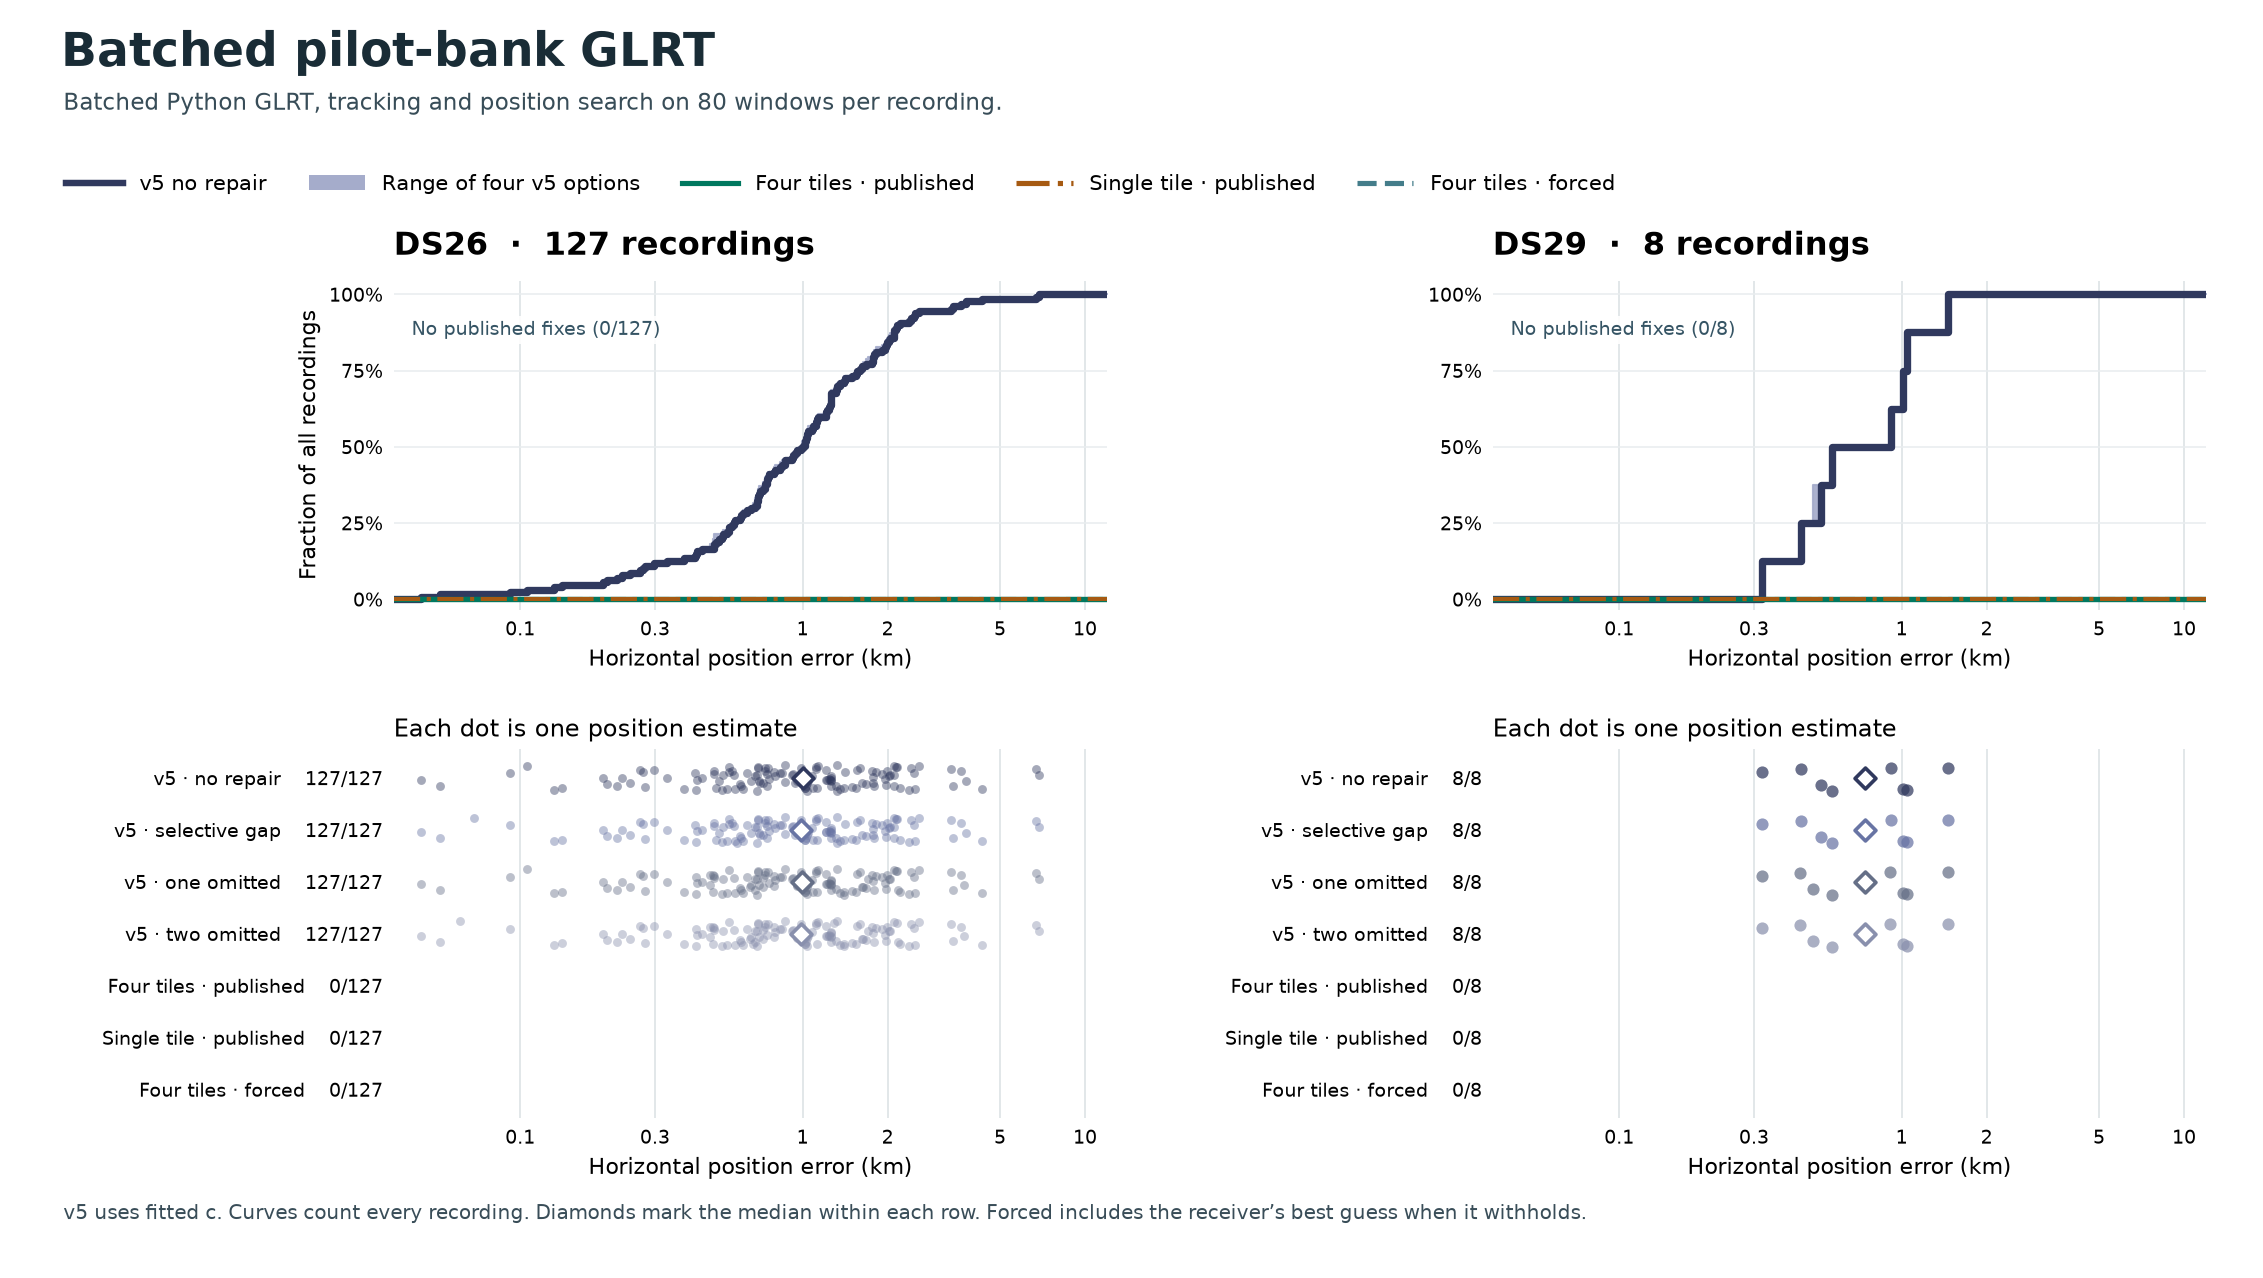 Batched pilot-bank GLRT
Batched Python GLRT, tracking and position search on 80 windows per recording.
v5 no repair
Range of four v5 options
Four tiles · published
Single tile · published
Four tiles · forced
DS26 · 127 recordings
Fraction of all recordings
100%
75%
50%
25%
0%
No published fixes (0/127)
0.1 0.3 1 2 5 10
Horizontal position error (km)
DS29 · 8 recordings
100%
75%
50%
25%
0%
No published fixes (0/8)
0.1 0.3 1 2 5 10
Horizontal position error (km)
Each dot is one position estimate
v5 · no repair 127/127
v5 · selective gap 127/127
v5 · one omitted 127/127
v5 · two omitted 127/127
Four tiles · published 0/127
Single tile · published 0/127
Four tiles · forced 0/127
0.1 0.3 1 2 5 10
Horizontal position error (km)
Each dot is one position estimate
v5 · no repair 8/8
v5 · selective gap 8/8
v5 · one omitted 8/8
v5 · two omitted 8/8
Four tiles · published 0/8
Single tile · published 0/8
Four tiles · forced 0/8
0.1 0.3 1 2 5 10
Horizontal position error (km)
v5 uses fitted c. Curves count every recording. Diamonds mark the median within each row. Forced includes the receiver’s best guess when it withholds.